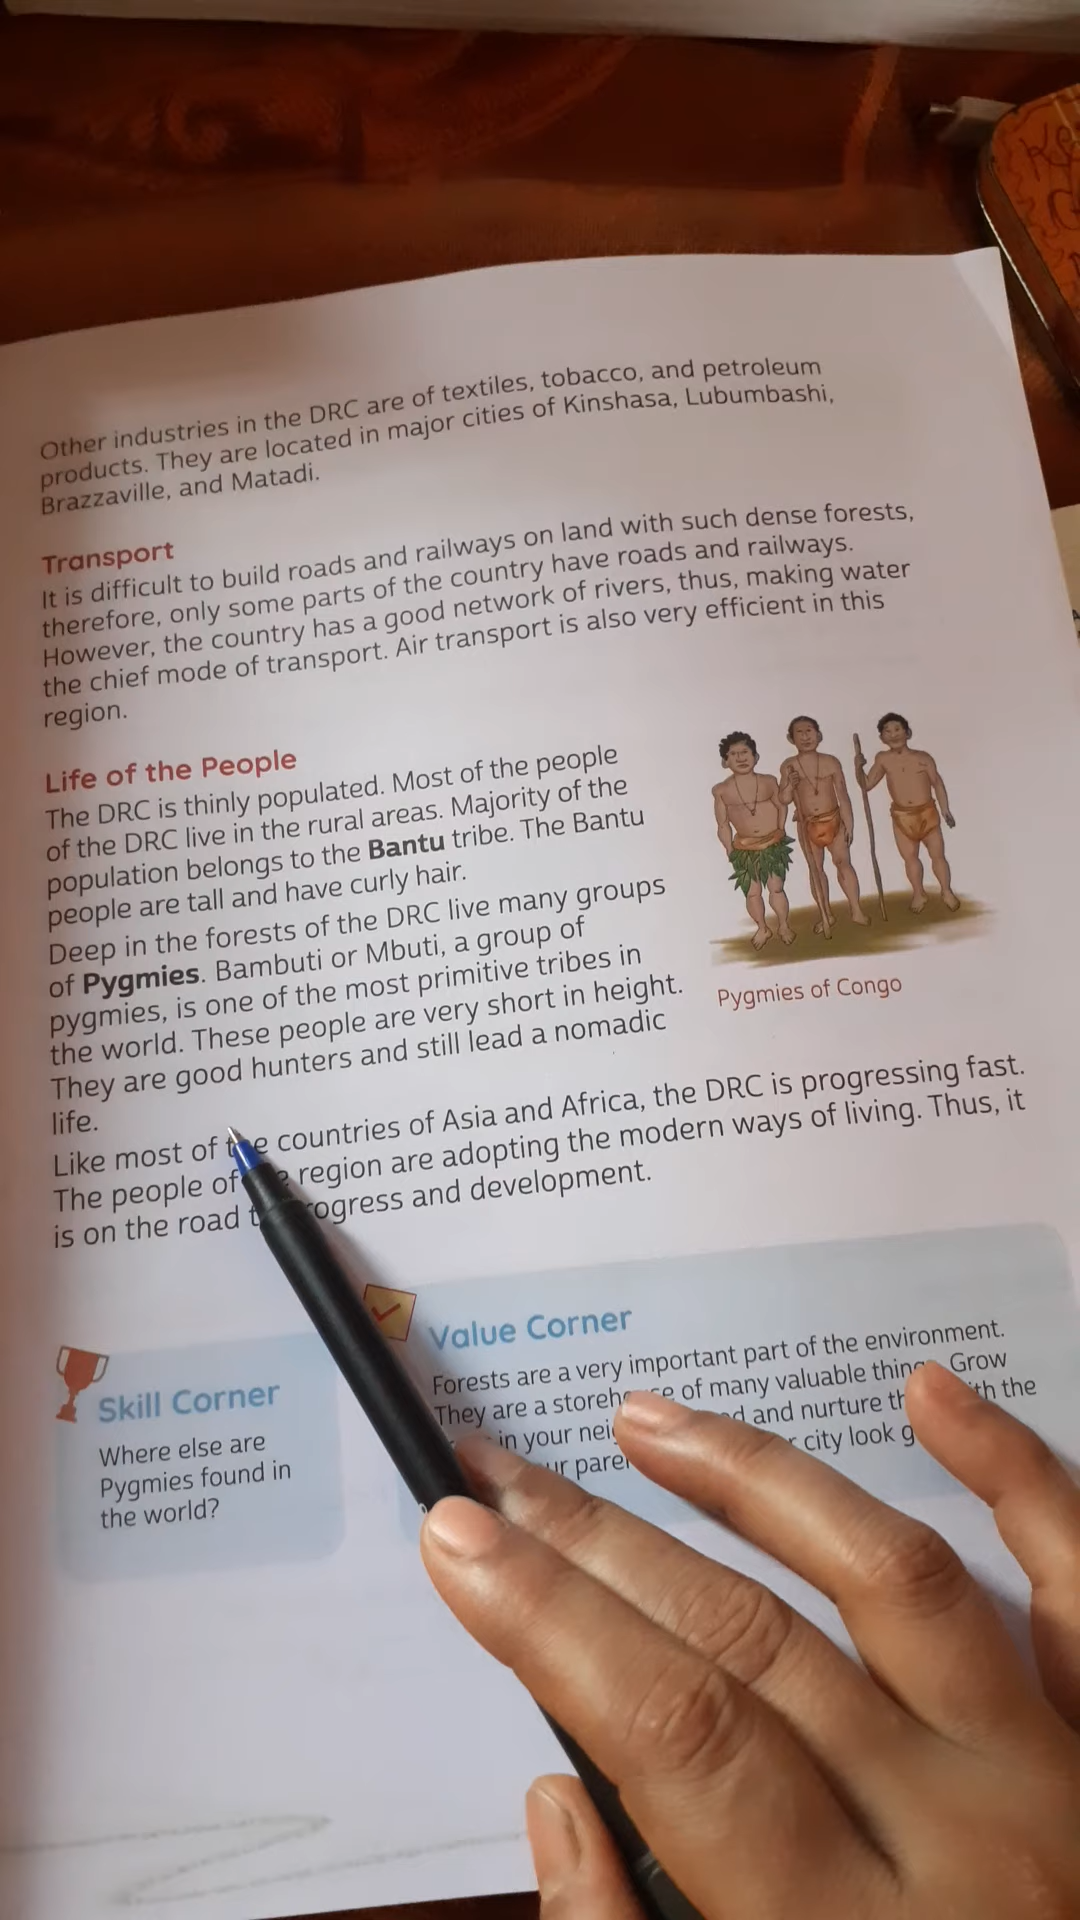 Other industries in the DRC are of textiles, tobacco, and petroleum
products. They are located in major cities of Kinshasa, Lubumbashi,
Brazzaville, and Matadi.
Transport
It is difficult to build roads and railways on land with such dense forests,
therefore, only some parts of the country have roads and railways.
However, the country has a good network of rivers, thus, making water
the chief mode of transport. Air transport is also very efficient in this
region.
Life of the People
The DRC is thinly populated. Most of the people
of the DRC live in the rural areas. Majority of the
population belongs to the Bantu tribe. The Bantu
people are tall and have curly hair.
Deep in the forests of the DRC live many groups
of Pygmies. Bambuti or Mbuti, a group of
pygmies, is one of the most primitive tribes in
the world. These people are very short in height.
They are good hunters and still lead a nomadic
life.
Pygmies of Congo
Like most of the countries of Asia and Africa, the DRC is progressing fast.
The people of region are adopting the modern ways of living. Thus, it
is on the road and development.
Skill Corner
Where else are
Pygmies found in
the world?
Value Corner
Forests are a very important part of the environment.
They are a of many valuable Grow
in your and nurture the
city look